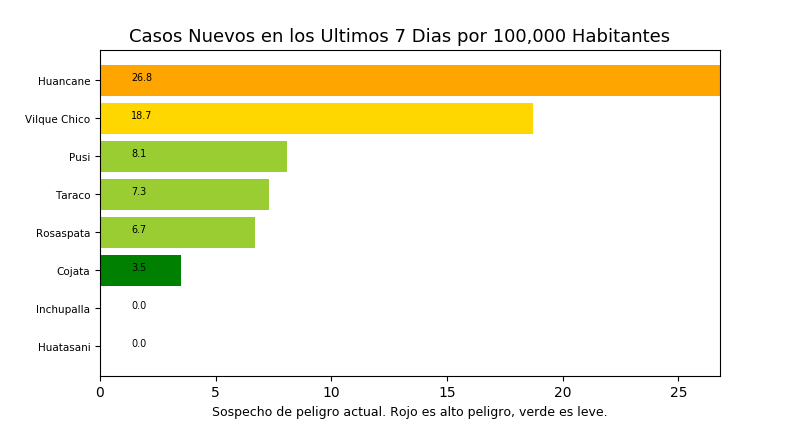 Casos Nuevos en los Ultimos 7 Dias por 100,000 Habitantes
Huancane 26.8
Vilque Chico 18.7
Pusi 8.1
Taraco 7.3
Rosaspata 6.7
Cojata 3.5
Inchupalla 0.0
Huatasani 0.0
0 5 10 15 20 25
Sospecho de peligro actual. Rojo es alto peligro, verde es leve.